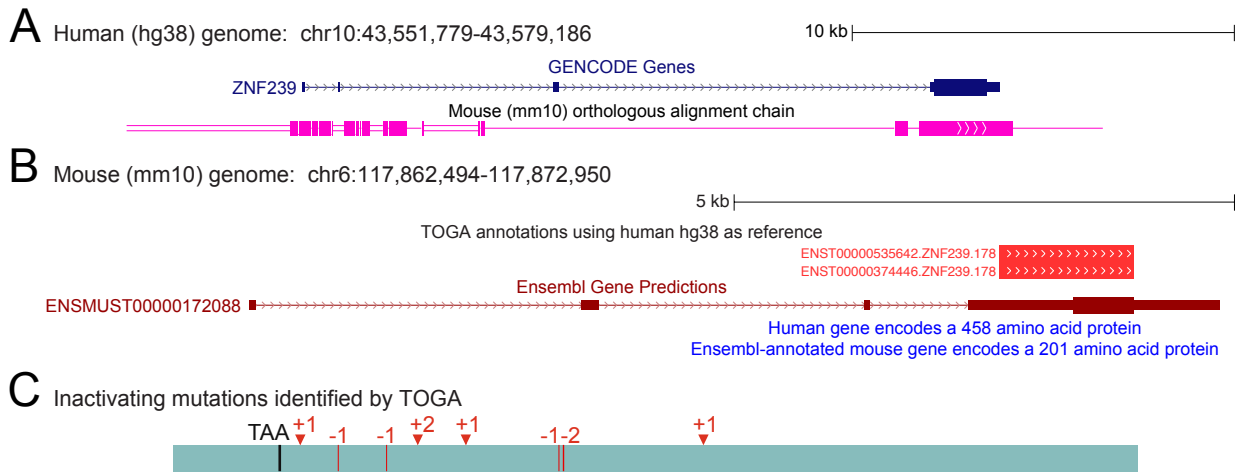 A Human (hg38) genome: chr10:43,551,779-43,579,186
10 kb
GENCODE Genes
ZNF239
Mouse (mm10) orthologous alignment chain
B Mouse (mm10) genome: chr6:117,862,494-117,872,950
5 kb
TOGA annotations using human hg38 as reference
ENST00000535642.ZNF239.178
ENST00000374446.ZNF239.178
Ensembl Gene Predictions
ENSMUST00000172088
Human gene encodes a 458 amino acid protein
Ensembl-annotated mouse gene encodes a 201 amino acid protein
C Inactivating mutations identified by TOGA
TAA +1 -1 -1 +2 +1 -1 -2 +1